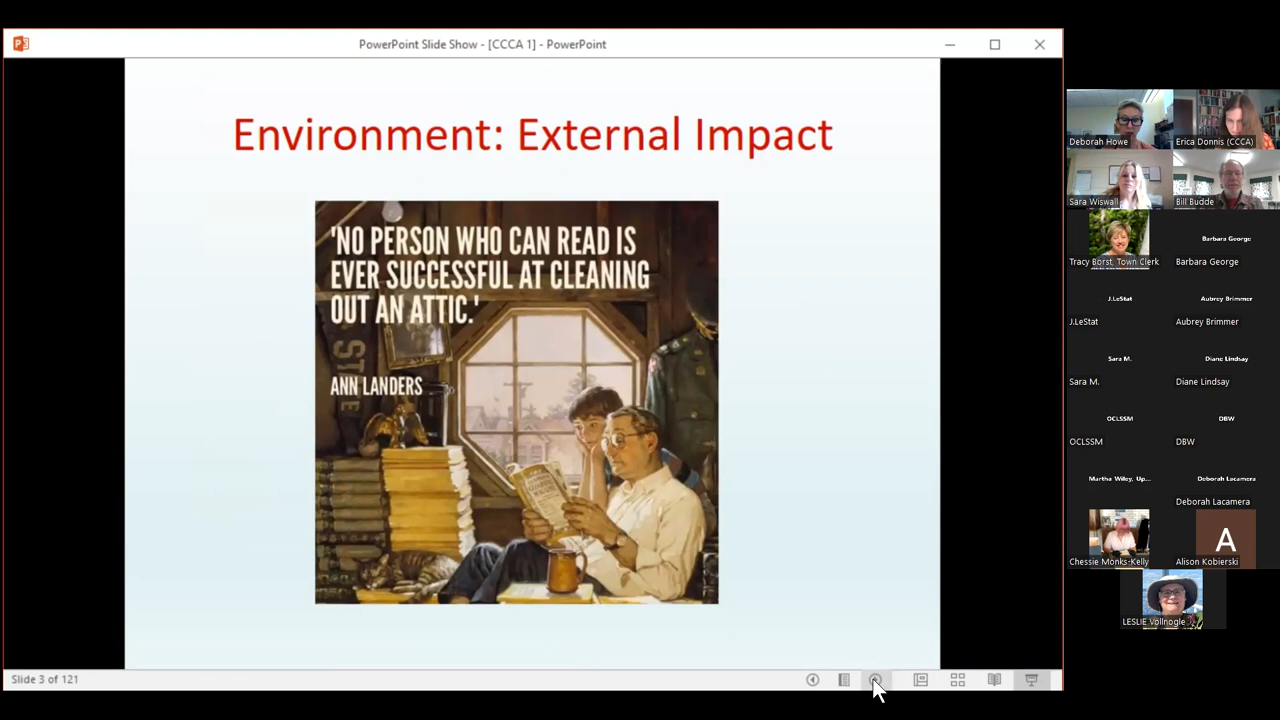 PowerPoint Slide Show - [CCCA 1] - PowerPoint
Environment: External Impact
'NO PERSON WHO CAN READ IS
EVER SUCCESSFUL AT CLEANING
OUT AN ATTIC.'
ANN LANDERS
Slide 3 of 121
Deborah Howe
Erica Donnis (CCCA)
Sara Wiswall
Bill Budde
Tracy Borst, Town Clerk
Barbara George
Barbara George
J.LeStat
J.LeStat
Aubrey Brimmer
Aubrey Brimmer
Sara M.
Sara M.
Diane Lindsay
Diane Lindsay
OCLSSM
OCLSSM
DBW
DBW
Martha Wiley, Up...
Deborah Lacamera
Deborah Lacamera
Chessie Monks-Kelly
A
Alison Kobierski
LESLIE Vollnogle